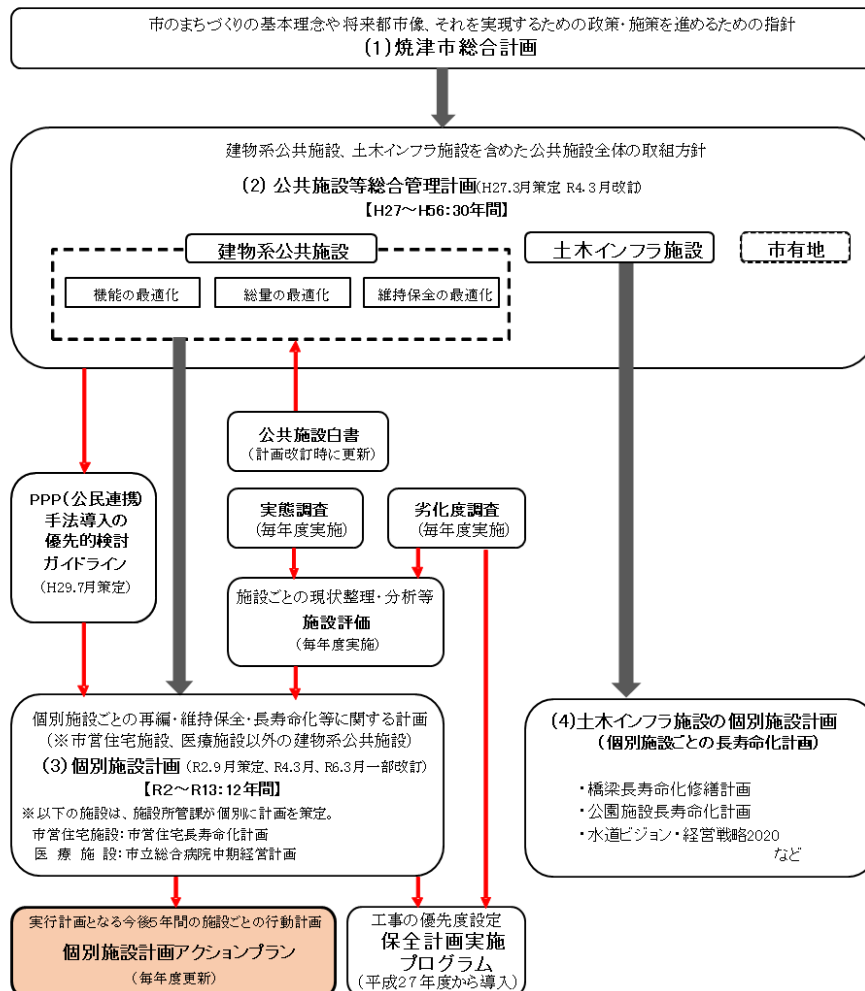 市のまちづくりの基本理念や将来都市像、それを実現するための政策・施策を進めるための指針
(1)焼津市総合計画
建物系公共施設、土木インフラ施設を含めた公共施設全体の取組方針
(2) 公共施設等総合管理計画(H27.3月策定 R4.3月改訂)
【H27～H56:30年間】
建物系公共施設
土木インフラ施設
市有地
機能の最適化
総量の最適化
維持保全の最適化
公共施設白書
(計画改訂時に更新)
PPP(公民連携)
手法導入の
優先的検討
ガイドライン
(H29.7月策定)
実態調査
(毎年度実施)
劣化度調査
(毎年度実施)
施設ごとの現状整理・分析等
施設評価
(毎年度実施)
個別施設ごとの再編・維持保全・長寿命化等に関する計画
(※市営住宅施設、医療施設以外の建物系公共施設)
(3) 個別施設計画 (R2.9月策定、R4.3月、R6.3月一部改訂)
【R2～R13:12年間】
※以下の施設は、施設所管課が個別に計画を策定。
市営住宅施設:市営住宅長寿命化計画
医 療 施 設:市立総合病院中期経営計画
(4)土木インフラ施設の個別施設計画
(個別施設ごとの長寿命化計画)
・橋梁長寿命化修繕計画
・公園施設長寿命化計画
・水道ビジョン・経営戦略2020
など
実行計画となる今後5年間の施設ごとの行動計画
個別施設計画アクションプラン
(毎年度更新)
工事の優先度設定
保全計画実施
プログラム
(平成27年度から導入)